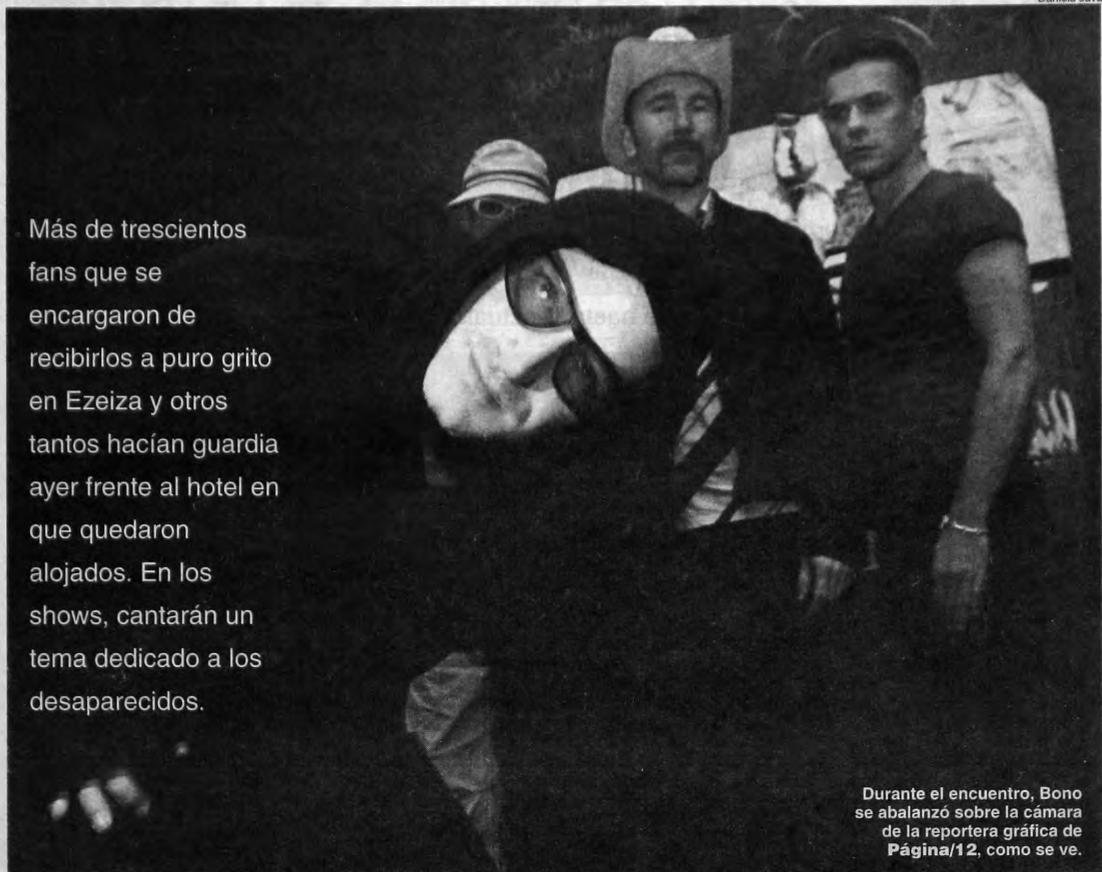 Más de trescientos
fans que se
encargaron de
recibirlos a puro grito
en Ezeiza y otros
tantos hacían guardia
ayer frente al hotel en
que quedaron
alojados. En los
shows, cantarán un
tema dedicado a los
desaparecidos.
Durante el encuentro, Bono
se abalanzó sobre la cámara
de la reportera gráfica de
Página/12, como se ve.